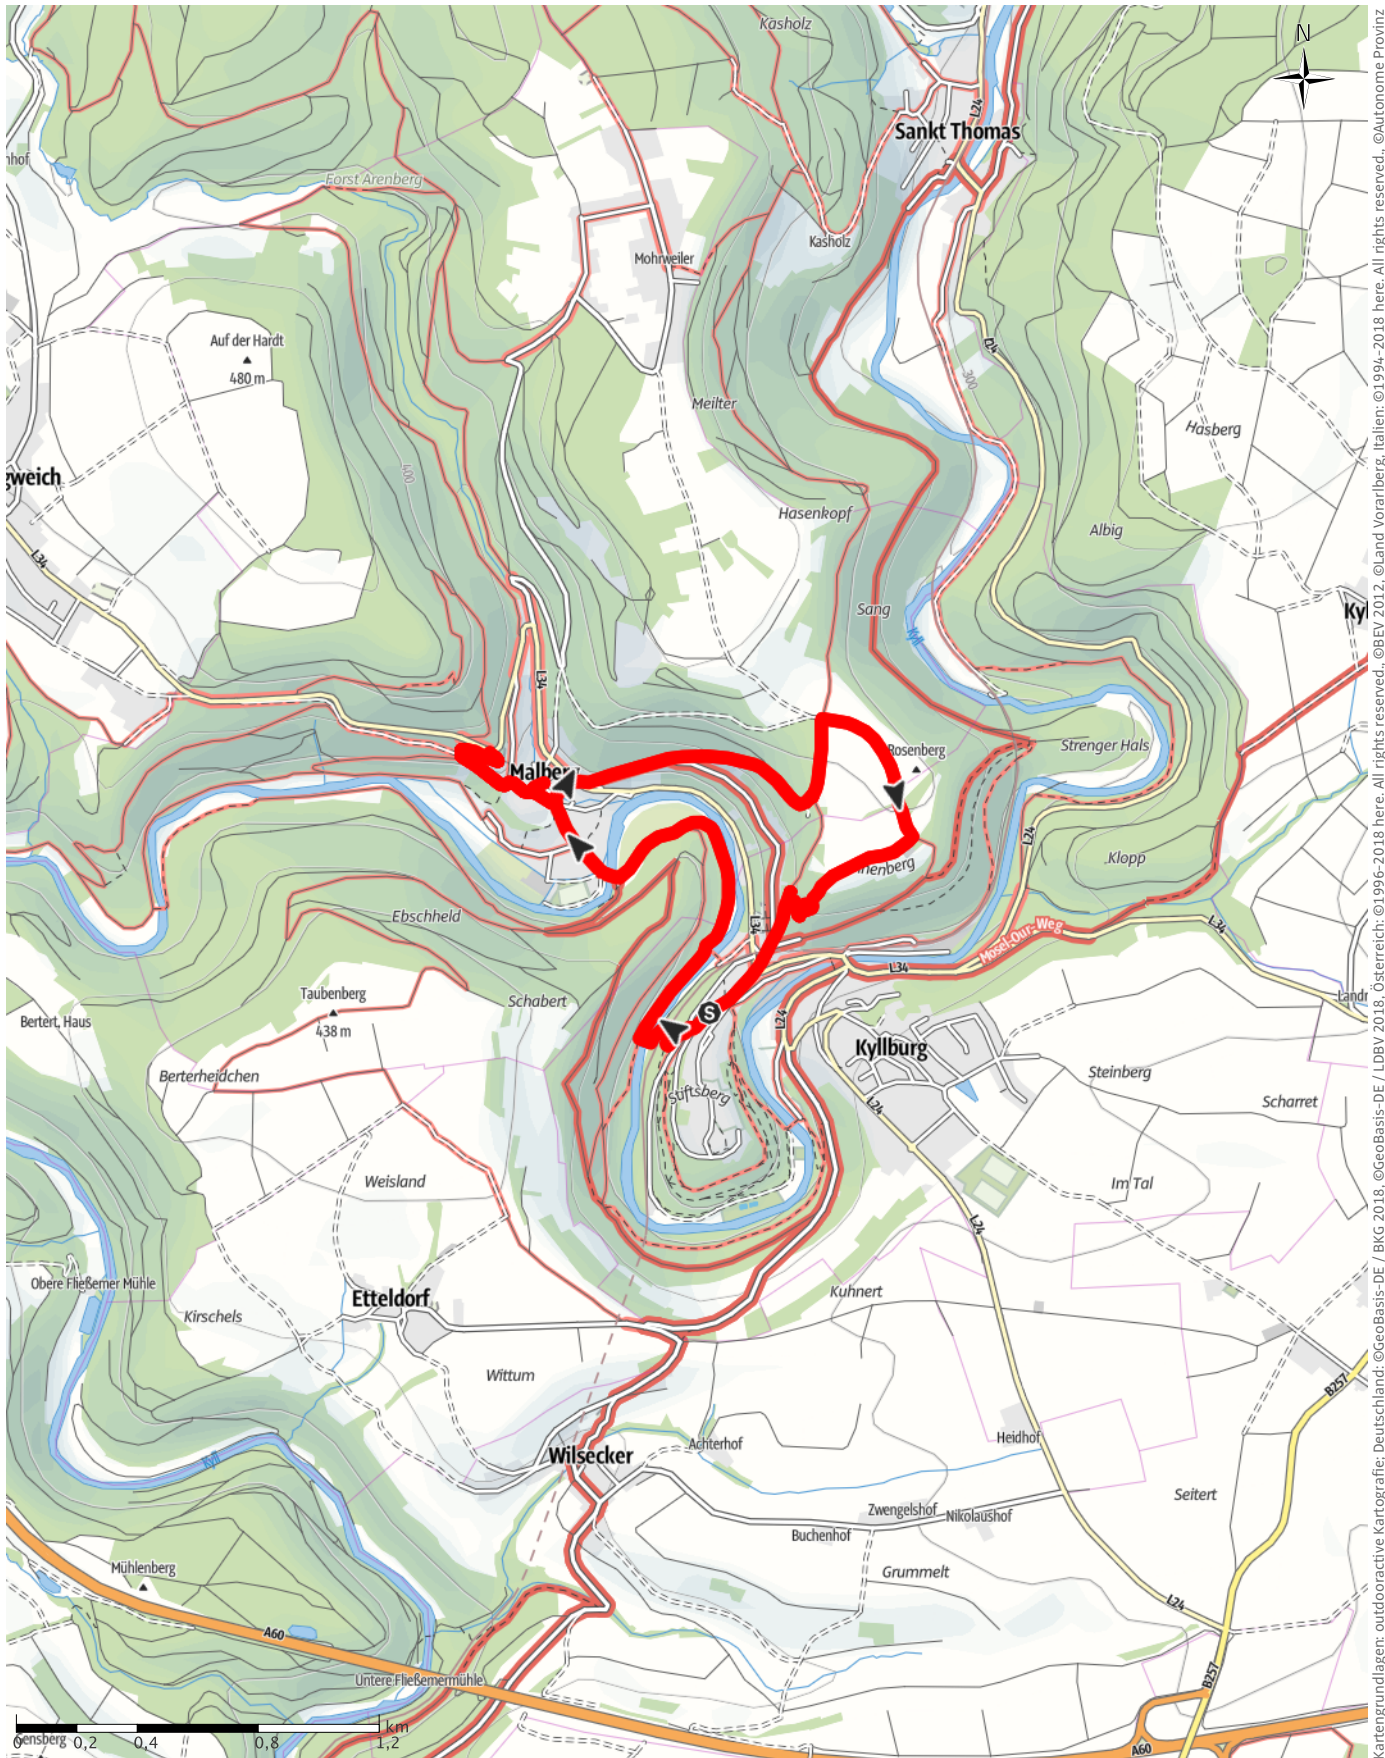 Kasholz
N
L24
Sankt Thomas
nhof
Forst Arenberg
Kasholz
Mohrweiler
Auf der Hardt
480 m
L24
300
Meilter
Hasberg
400
gweich
Hasenkopf
Albig
L34
Sang
Kyl
Kyll
L34
Rosenberg
Strenger Hals
Malber
L24
Klopp
nenberg
Ebschheld
L34
L34
Mosel-Our-Weg
L34
Taubenberg
438 m
Schabert
Landr
Bertert. Haus
S
L24
Kyllburg
Berterheidchen
Stiftsberg
Steinberg
L24
Scharret
Weisland
Im Tal
L24
Obere Fließemer Mühle
Etteldorf
Kuhnert
Kirschels
Wittum
B257
Wilsecker
Achterhof
Heidhof
Kyll
Seitert
Zwengelshof
Nikolaushof
Buchenhof
Mühlenberg
Grummelt
L24
A60
Untere Fließemermühle
B257
km
Gensberg
0
0,2
0,4
0,8
1,2
A60
Kartengrundlagen: outdooractive Kartografie; Deutschland: ©GeoBasis-DE / BKG 2018, ©GeoBasis-DE / LDBV 2018, Österreich: ©1996-2018 here. All rights reserved., ©BEV 2012, ©Land Vorarlberg, Italien: ©1994-2018 here. All rights reserved., ©Autonome Provinz